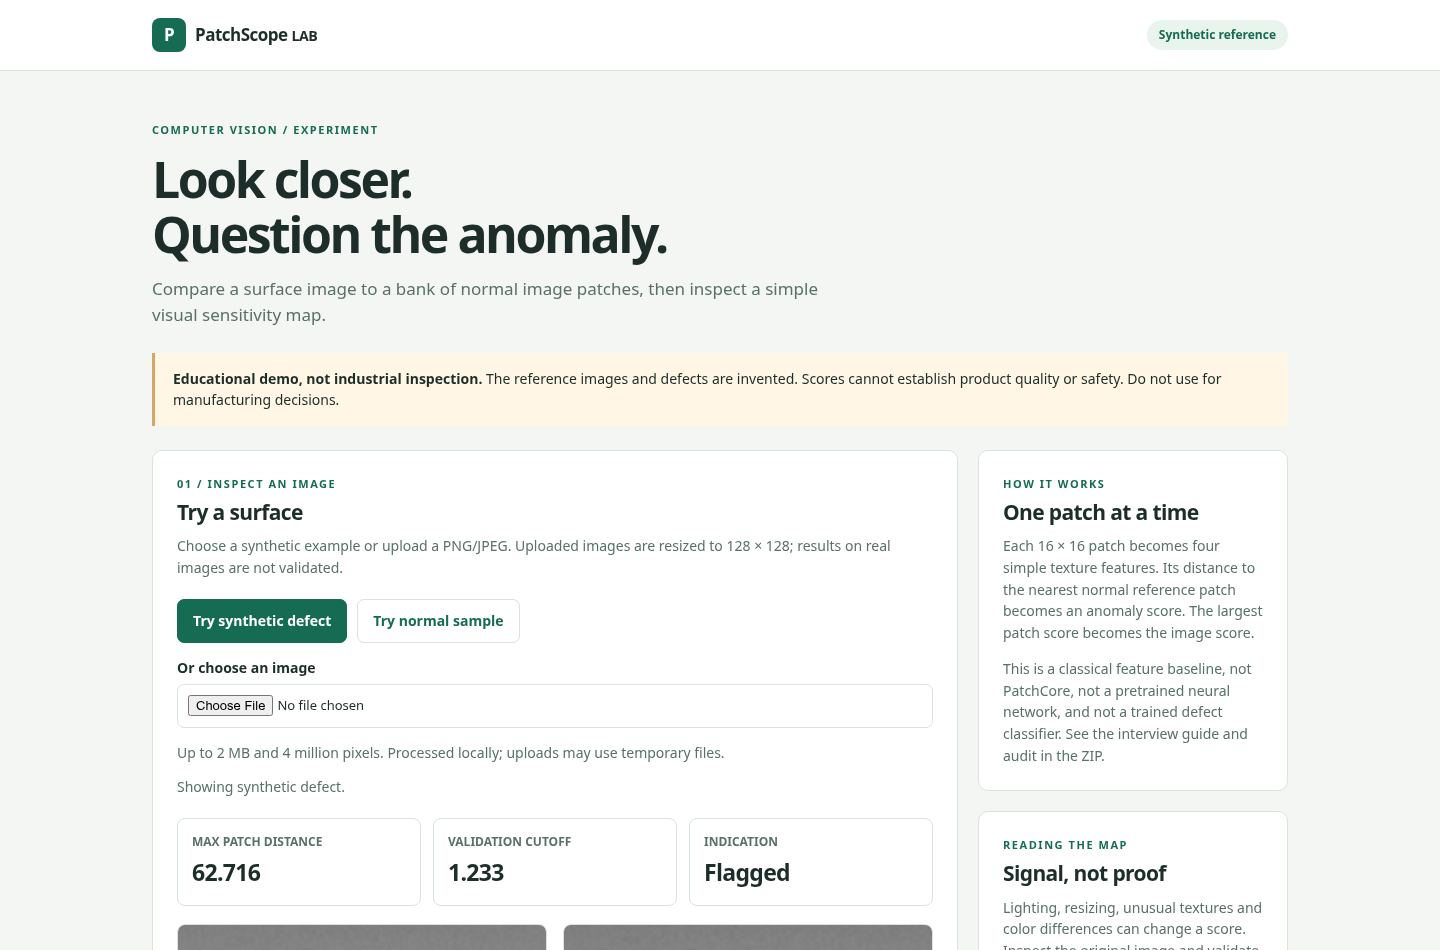 P
PatchScope LAB
Synthetic reference
COMPUTER VISION / EXPERIMENT
Look closer.
Question the anomaly.
Compare a surface image to a bank of normal image patches, then inspect a simple
visual sensitivity map.
Educational demo, not industrial inspection. The reference images and defects are invented. Scores cannot establish product quality or safety. Do not use for
manufacturing decisions.
01 / INSPECT AN IMAGE
Try a surface
Choose a synthetic example or upload a PNG/JPEG. Uploaded images are resized to 128 × 128; results on real
images are not validated.
Try synthetic defect
Try normal sample
Or choose an image
Choose File No file chosen
Up to 2 MB and 4 million pixels. Processed locally; uploads may use temporary files.
Showing synthetic defect.
MAX PATCH DISTANCE
62.716
VALIDATION CUTOFF
1.233
INDICATION
Flagged
HOW IT WORKS
One patch at a time
Each 16 × 16 patch becomes four
simple texture features. Its distance to
the nearest normal reference patch
becomes an anomaly score. The largest
patch score becomes the image score.
This is a classical feature baseline, not
PatchCore, not a pretrained neural
network, and not a trained defect
classifier. See the interview guide and
audit in the ZIP.
READING THE MAP
Signal, not proof
Lighting, resizing, unusual textures and
color differences can change a score.
Inspect the original image and validate